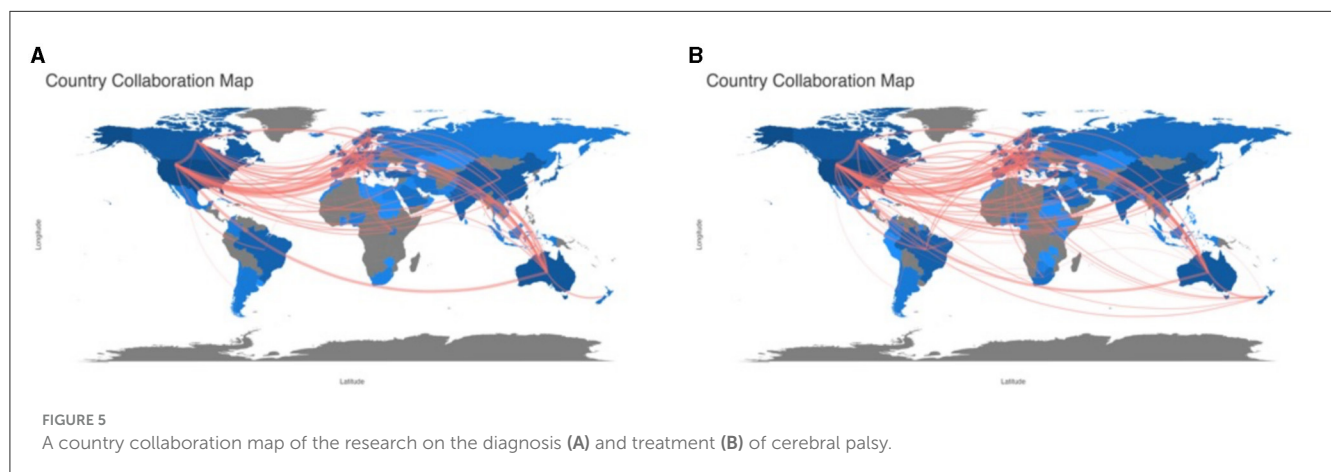 A
Country Collaboration Map
Longitude
Latitude
B
Country Collaboration Map
Longitude
Latitude
FIGURE 5
A country collaboration map of the research on the diagnosis (A) and treatment (B) of cerebral palsy.